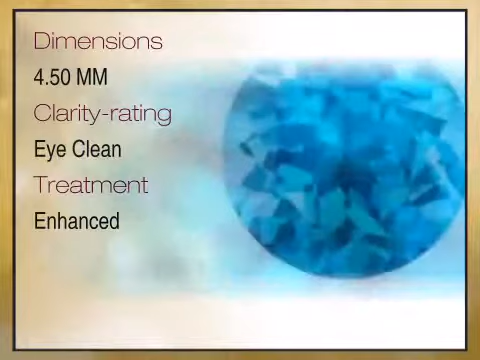 Dimensions
4.50 MM
Clarity-rating
Eye Clean
Treatment
Enhanced